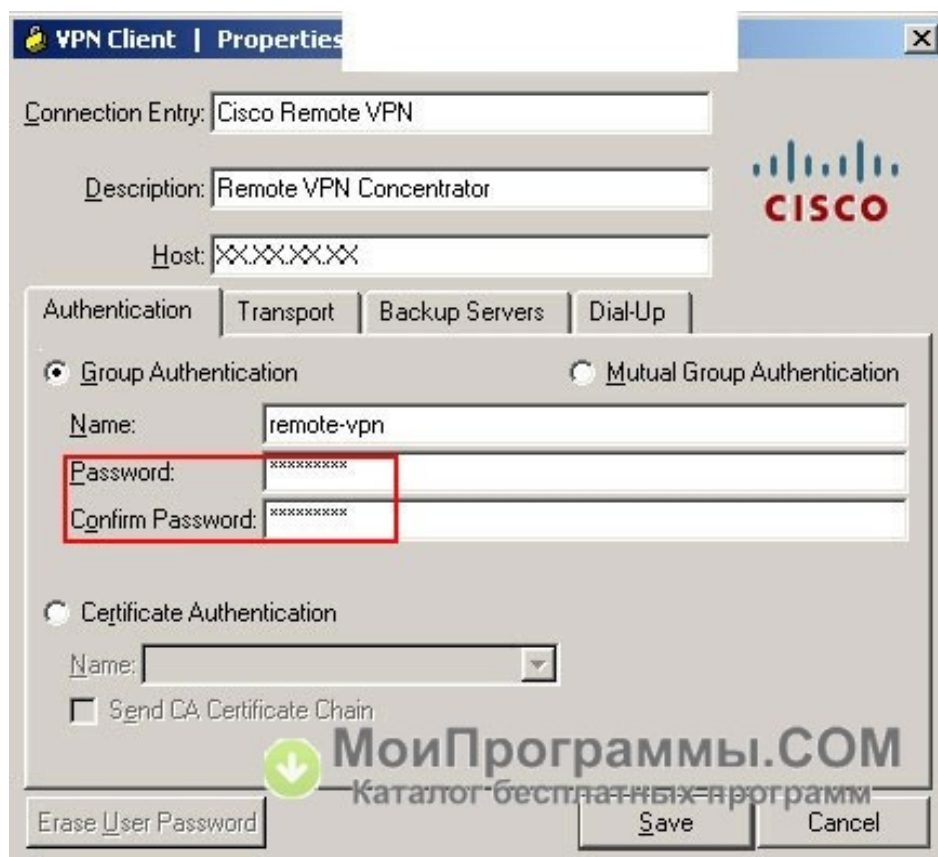 VPN Client | Properties
Connection Entry: Cisco Remote VPN
Description: Remote VPN Concentrator
CISCO
Host: XX.XX.XX.XX
Authentication Transport Backup Servers Dial-Up
Group Authentication Mutual Group Authentication
Name: remote-vpn
Password: *********
Confirm Password: *********
Certificate Authentication
Name:
Send CA Certificate Chain
МоиПрограммы.COM
Каталог бесплатных программ
Erase User Password Save Cancel